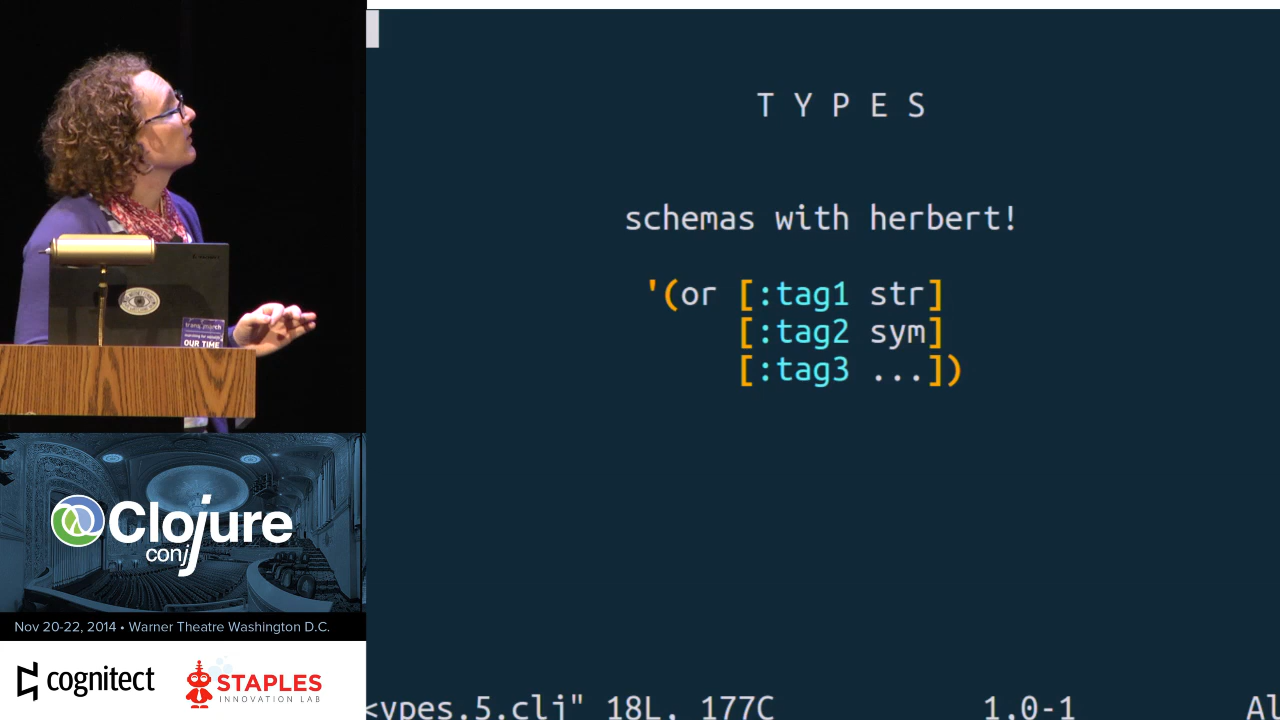 T Y P E S
schemas with herbert!
'(or [:tag1 str]
[:tag2 sym]
[:tag3 ...])
<ypes.5.clj" 18L, 177C 1,0-1 Al
OUR TIME
Clojure
conj
Nov 20-22, 2014 • Warner Theatre Washington D.C.
cognitect
STAPLES
INNOVATION LAB